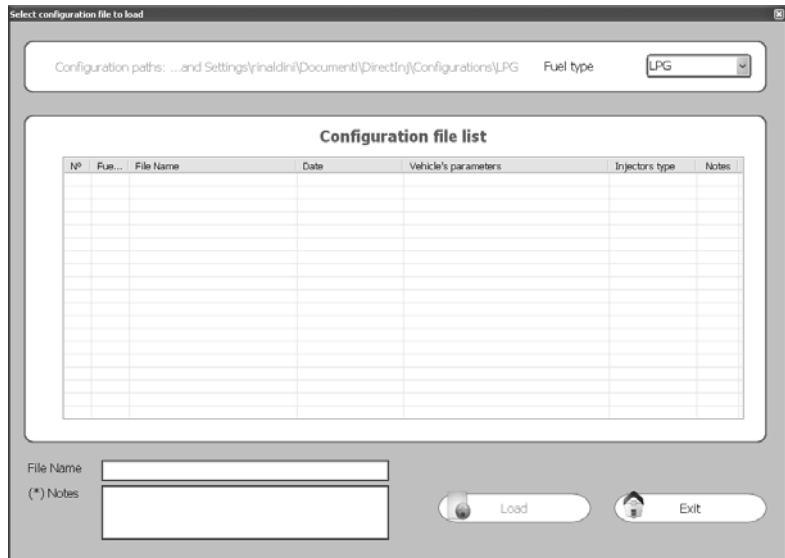 Select configuration file to load
Configuration paths: ...and Settings\rinaldini\Documenti\DirectInj\Configurations\LPG Fuel type LPG
Configuration file list
Nº Fue... File Name Date Vehicle's parameters Injectors type Notes
File Name
(*) Notes
Load Exit